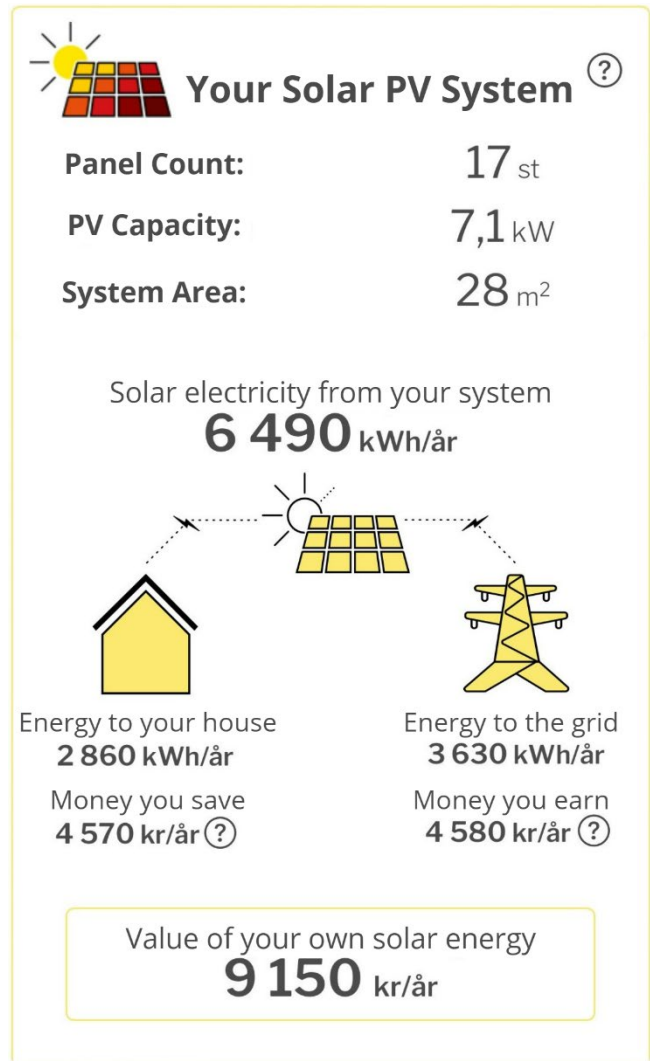 Your Solar PV System ?
Panel Count: 17 st
PV Capacity: 7,1 kW
System Area: 28 m²
Solar electricity from your system
6 490 kWh/år
Energy to your house
2 860 kWh/år
Money you save
4 570 kr/år ?
Energy to the grid
3 630 kWh/år
Money you earn
4 580 kr/år ?
Value of your own solar energy
9 150 kr/år